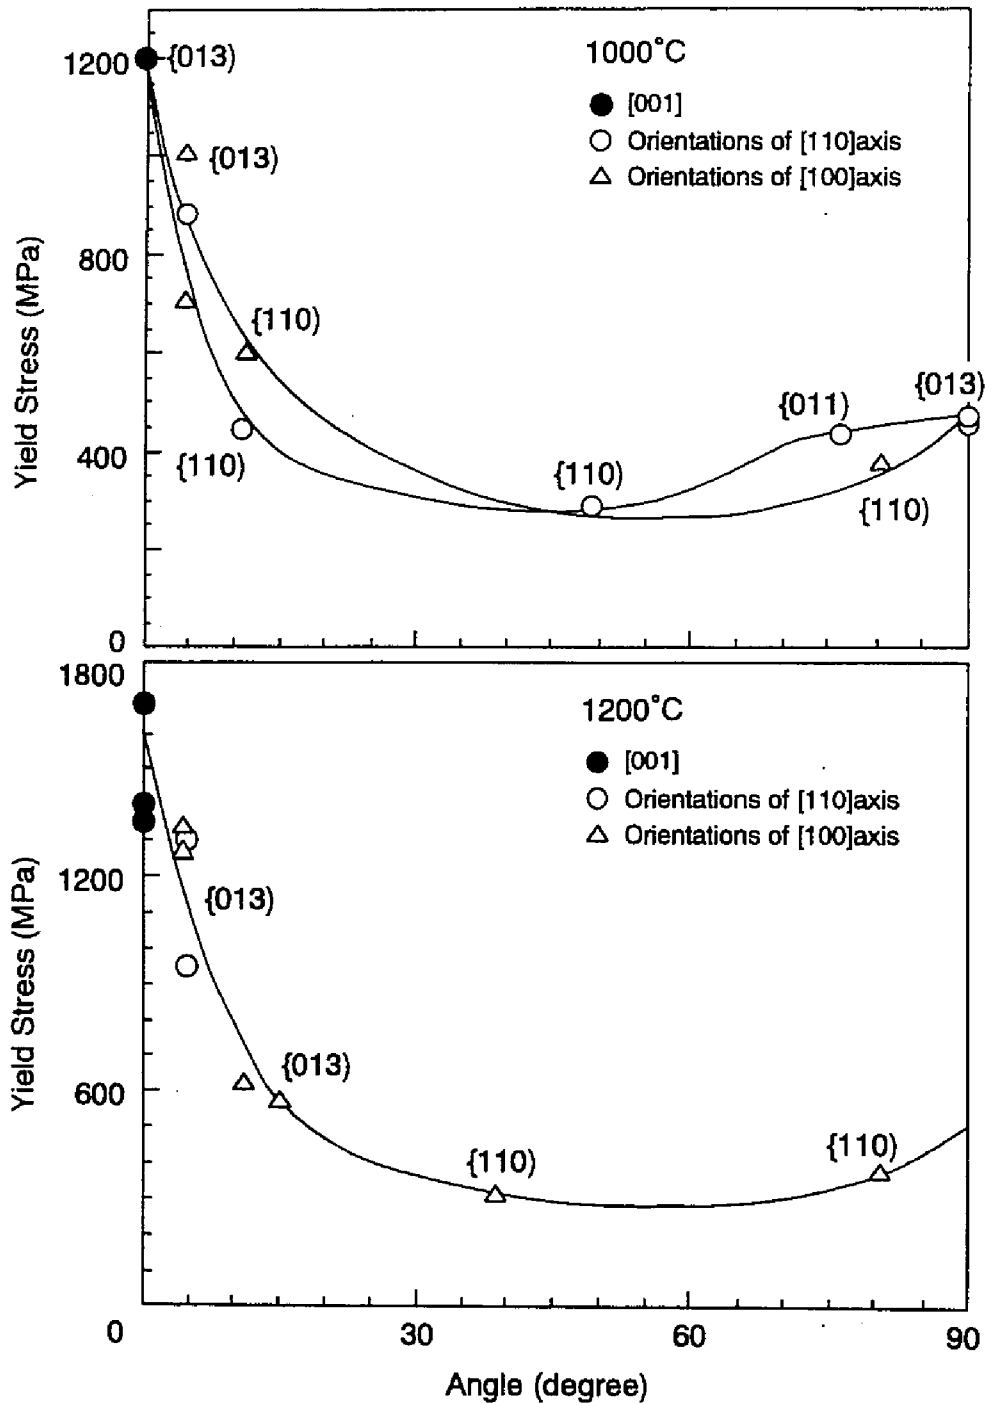 1200
{013)
1000°C
[001]
Orientations of [110]axis
Orientations of [100]axis
{013)
800
{110)
{013)
{011)
400
{110)
{110)
{110)
0
Yield Stress (MPa)
1800
1200°C
[001]
Orientations of [110]axis
Orientations of [100]axis
1200
{013)
{013)
600
{110)
{110)
Yield Stress (MPa)
0
30
60
90
Angle (degree)